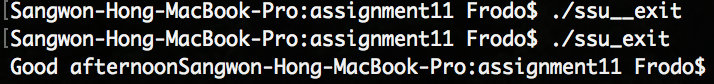 [Sangwon-Hong-MacBook-Pro:assignment11 Frodo$ ./ssu__exit
[Sangwon-Hong-MacBook-Pro:assignment11 Frodo$ ./ssu_exit
Good afternoonSangwon-Hong-MacBook-Pro:assignment11 Frodo$